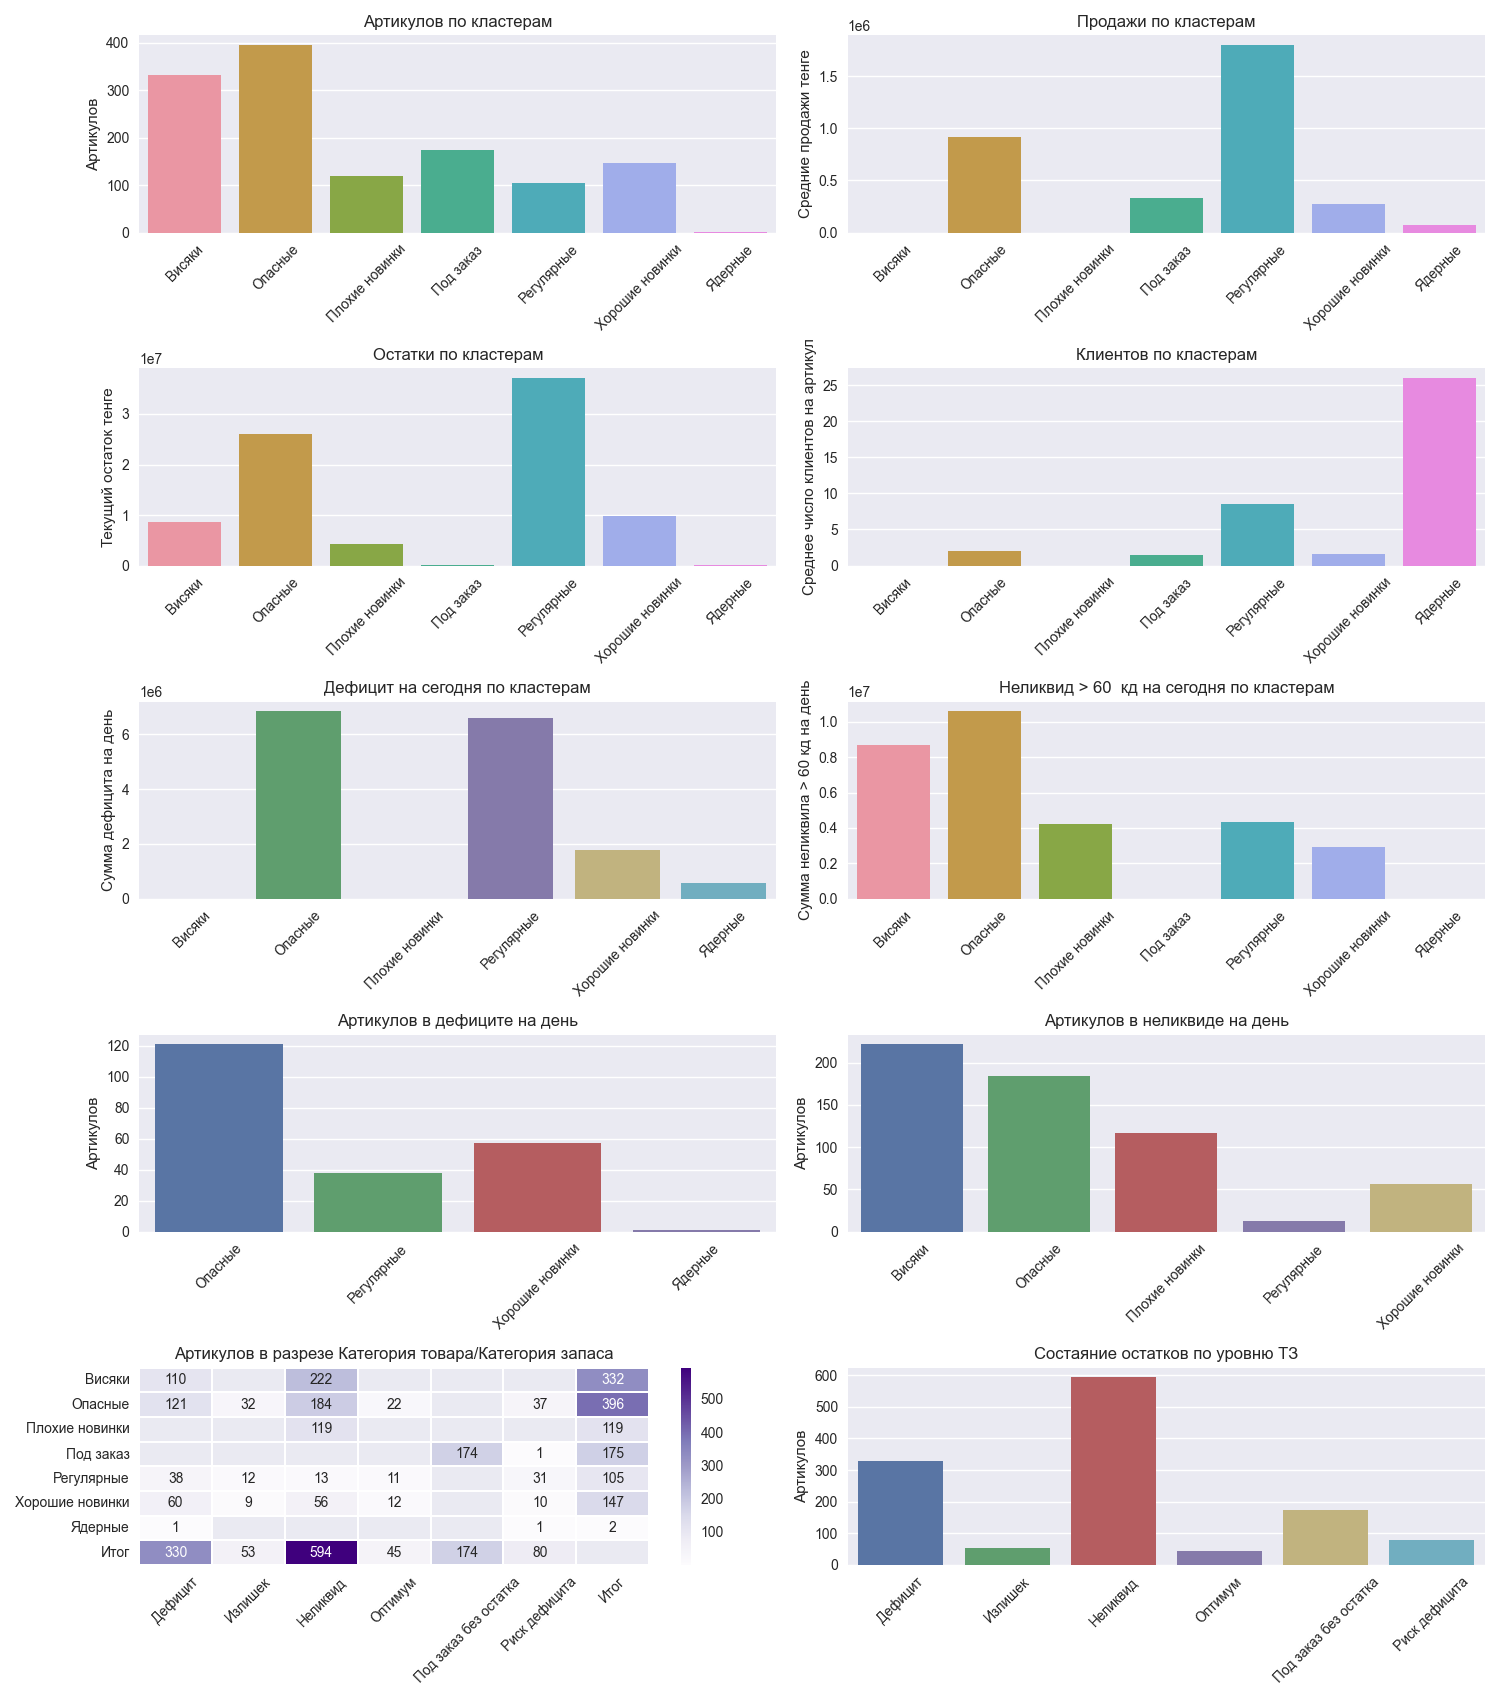 Артикулов по кластерам
Артикулов
400
300
200
100
0
Висяки
Опасные
Плохие новинки
Под заказ
Регулярные
Хорошие новинки
Ядерные
Продажи по кластерам
1e6
Средние продажи тенге
1.5
1.0
0.5
0.0
Висяки
Опасные
Плохие новинки
Под заказ
Регулярные
Хорошие новинки
Ядерные
Остатки по кластерам
1e7
Текущий остаток тенге
3
2
1
0
Висяки
Опасные
Плохие новинки
Под заказ
Регулярные
Хорошие новинки
Ядерные
Клиентов по кластерам
Среднее число клиентов на артикул
25
20
15
10
5
0
Висяки
Опасные
Плохие новинки
Под заказ
Регулярные
Хорошие новинки
Ядерные
Дефицит на сегодня по кластерам
1e6
Сумма дефицита на день
6
4
2
0
Висяки
Опасные
Плохие новинки
Регулярные
Хорошие новинки
Ядерные
Неликвид > 60 кд на сегодня по кластерам
1e7
Сумма неликвила > 60 кд на день
1.0
0.8
0.6
0.4
0.2
0.0
Висяки
Опасные
Плохие новинки
Под заказ
Регулярные
Хорошие новинки
Ядерные
Артикулов в дефиците на день
Артикулов
120
100
80
60
40
20
0
Опасные
Регулярные
Хорошие новинки
Ядерные
Артикулов в неликвиде на день
Артикулов
200
150
100
50
0
Висяки
Опасные
Плохие новинки
Регулярные
Хорошие новинки
Артикулов в разрезе Категория товара/Категория запаса
Висяки 110 222 332
Опасные 121 32 184 22 37 396
Плохие новинки 119 119
Под заказ 174 1 175
Регулярные 38 12 13 11 31 105
Хорошие новинки 60 9 56 12 10 147
Ядерные 1 1 2
Итог 330 53 594 45 174 80
Дефицит
Излишек
Неликвид
Оптимум
Под заказ без остатка
Риск дефицита
Итог
500
400
300
200
100
Состаяние остатков по уровню ТЗ
Артикулов
600
500
400
300
200
100
0
Дефицит
Излишек
Неликвид
Оптимум
Под заказ без остатка
Риск дефицита